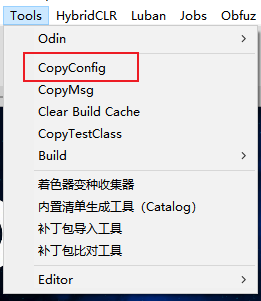 Tools HybridCLR Luban Jobs Obfuz
Odin
CopyConfig
CopyMsg
Clear Build Cache
CopyTestClass
Build
着色器变种收集器
内置清单生成工具（Catalog）
补丁包导入工具
补丁包比对工具
Editor